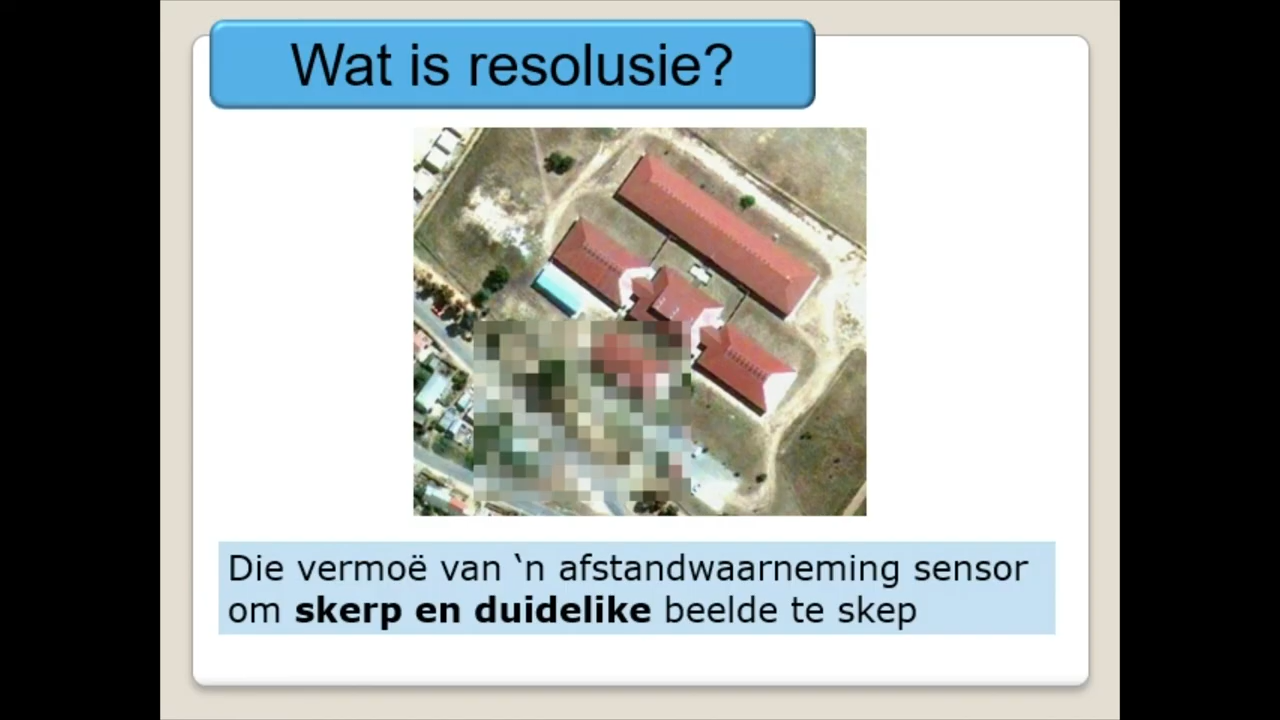 Wat is resolusie?
Die vermoë van ‛n afstandwaarneming sensor
om skerp en duidelike beelde te skep